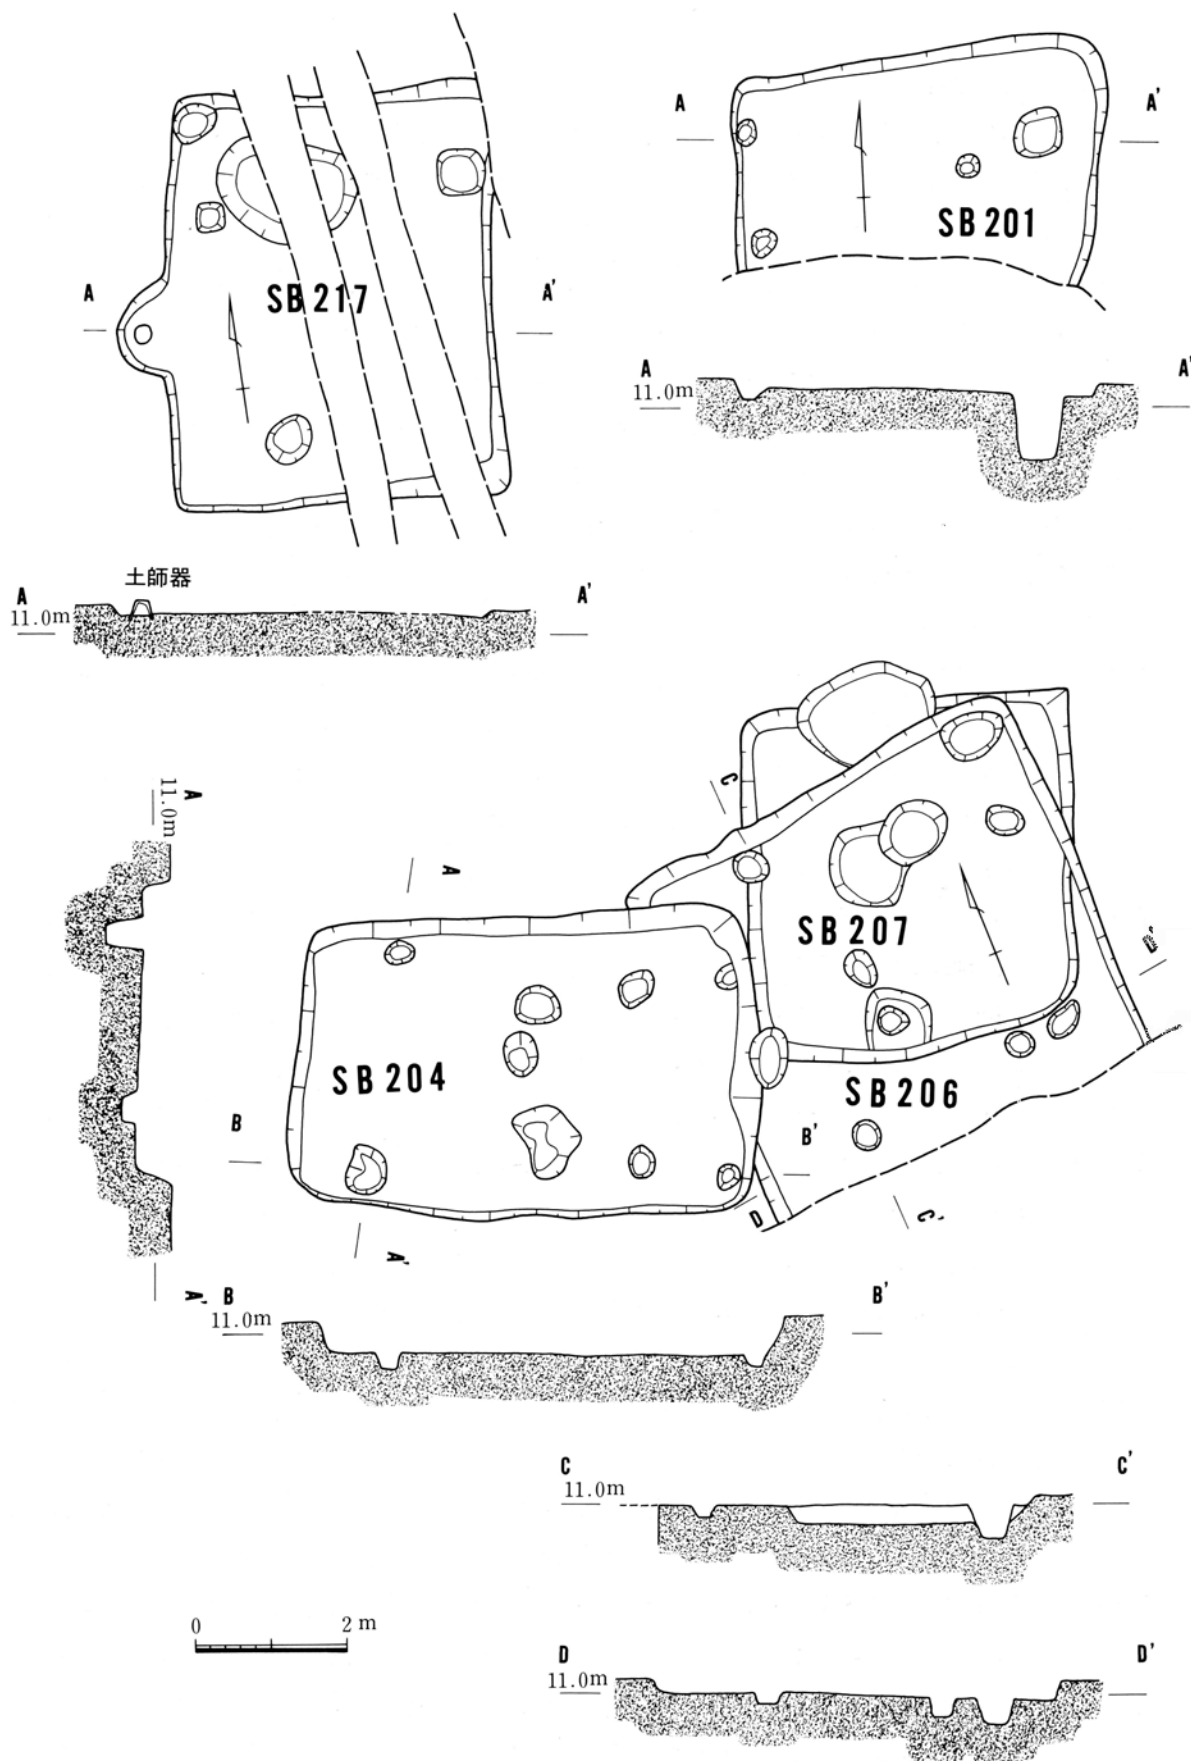 A
A'
SB 217
A
A'
SB 201
A
A'
11.0m
土師器
A
A'
11.0m
A
11.0m
A
C
SB 207
SB 204
SB 206
B
B'
D
C'
A'
A'
B
B'
11.0m
C
C'
11.0m
0
2 m
D
D'
11.0m